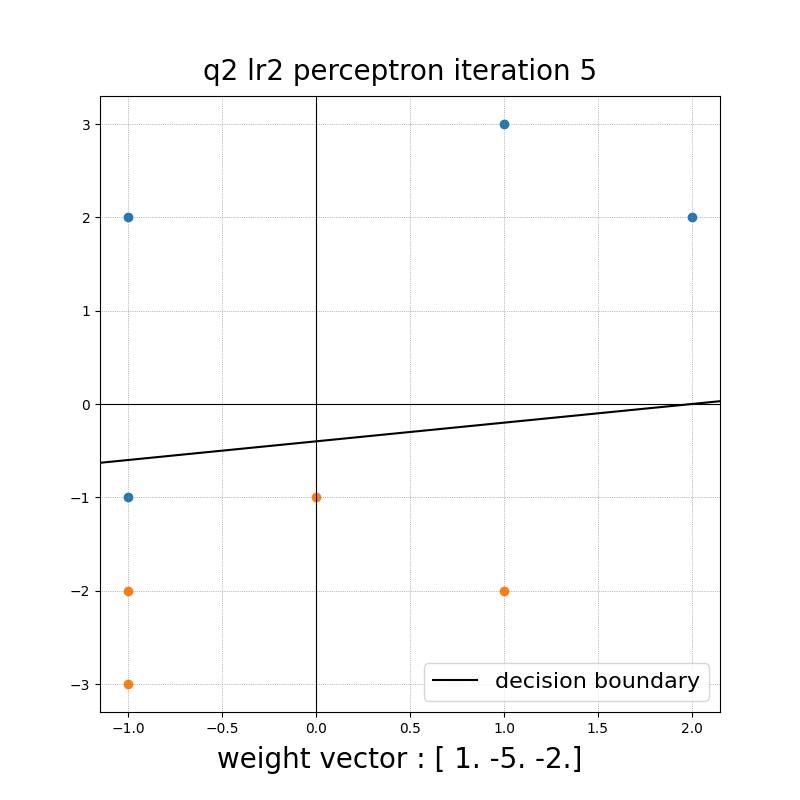 q2 lr2 perceptron iteration 5
3
2
1
0
−1
−2
−3
decision boundary
−1.0 −0.5 0.0 0.5 1.0 1.5 2.0
weight vector : [ 1. -5. -2.]